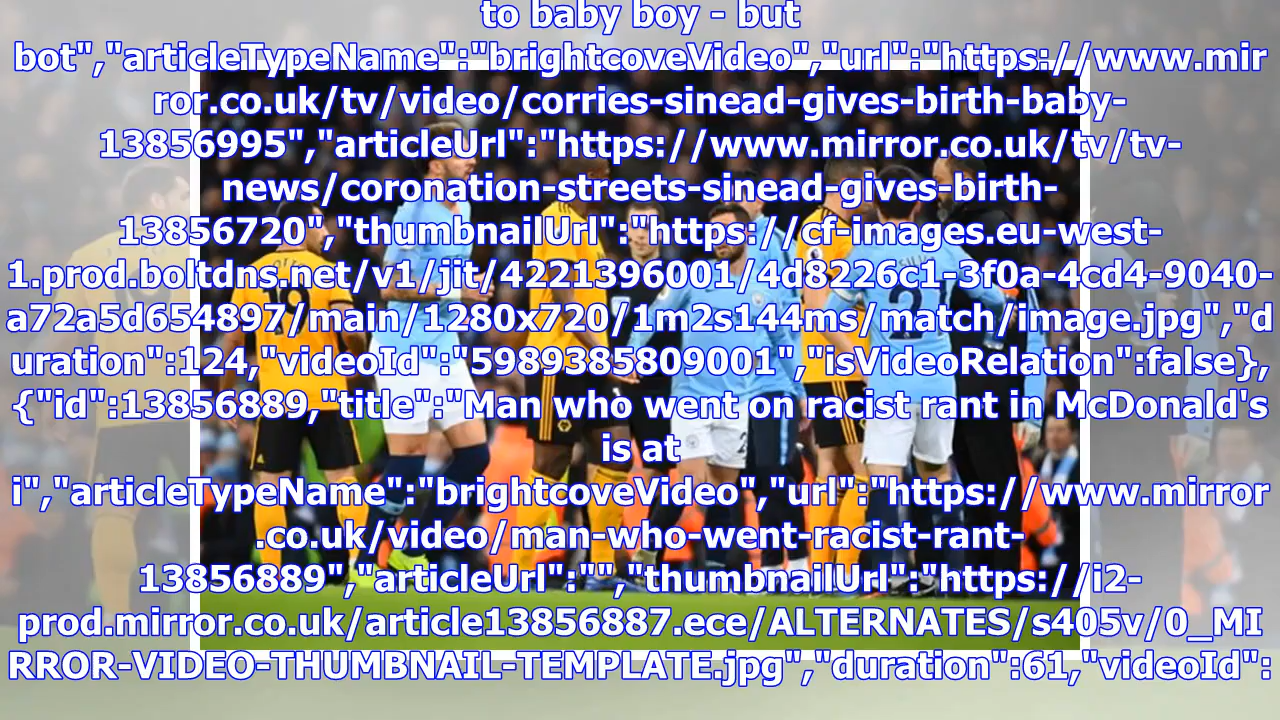 to baby boy - but
bot","articleTypeName":"brightcoveVideo","url":"https://www.mir
ror.co.uk/tv/video/corries-sinead-gives-birth-baby-
13856995","articleUrl":"https://www.mirror.co.uk/tv/tv-
news/coronation-streets-sinead-gives-birth-
13856720","thumbnailUrl":"https://cf-images.eu-west-
1.prod.boltdns.net/v1/jit/4221396001/4d8226c1-3f0a-4cd4-9040-
a72a5d654897/main/1280x720/1m2s144ms/match/image.jpg","d
uration":124,"videoId":"5989385809001","isVideoRelation":false},
{"id":13856889,"title":"Man who went on racist rant in McDonald's
is at
i","articleTypeName":"brightcoveVideo","url":"https://www.mirror
.co.uk/video/man-who-went-racist-rant-
13856889","articleUrl":"","thumbnailUrl":"https://i2-
prod.mirror.co.uk/article13856887.ece/ALTERNATES/s405v/0_MI
RROR-VIDEO-THUMBNAIL-TEMPLATE.jpg","duration":61,"videoId":
19
2